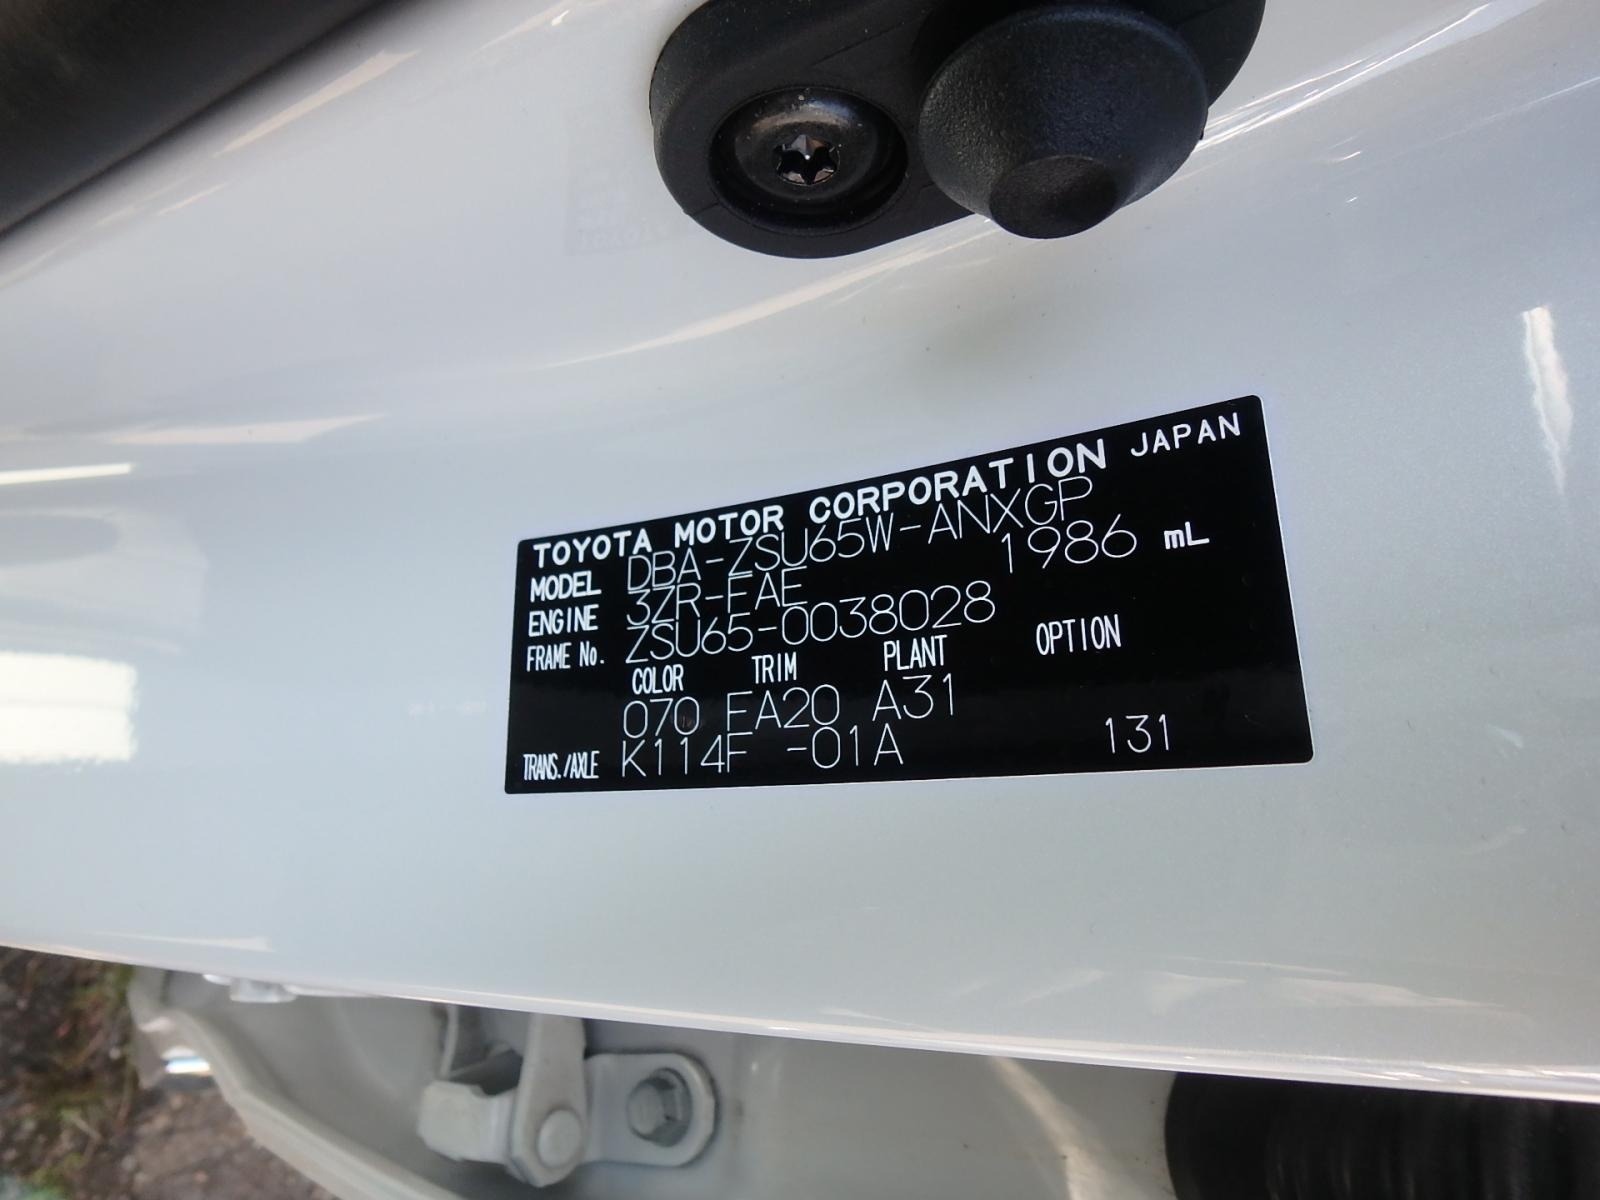 TOYOTA MOTOR CORPORATION JAPAN
MODEL DBA-ZSU65W-ANXGP
ENGINE 3ZR-FAE 1986 mL
FRAME No. ZSU65-0038028
COLOR TRIM PLANT OPTION
070 FA20 A31
TRANS./AXLE K114F -01A 131